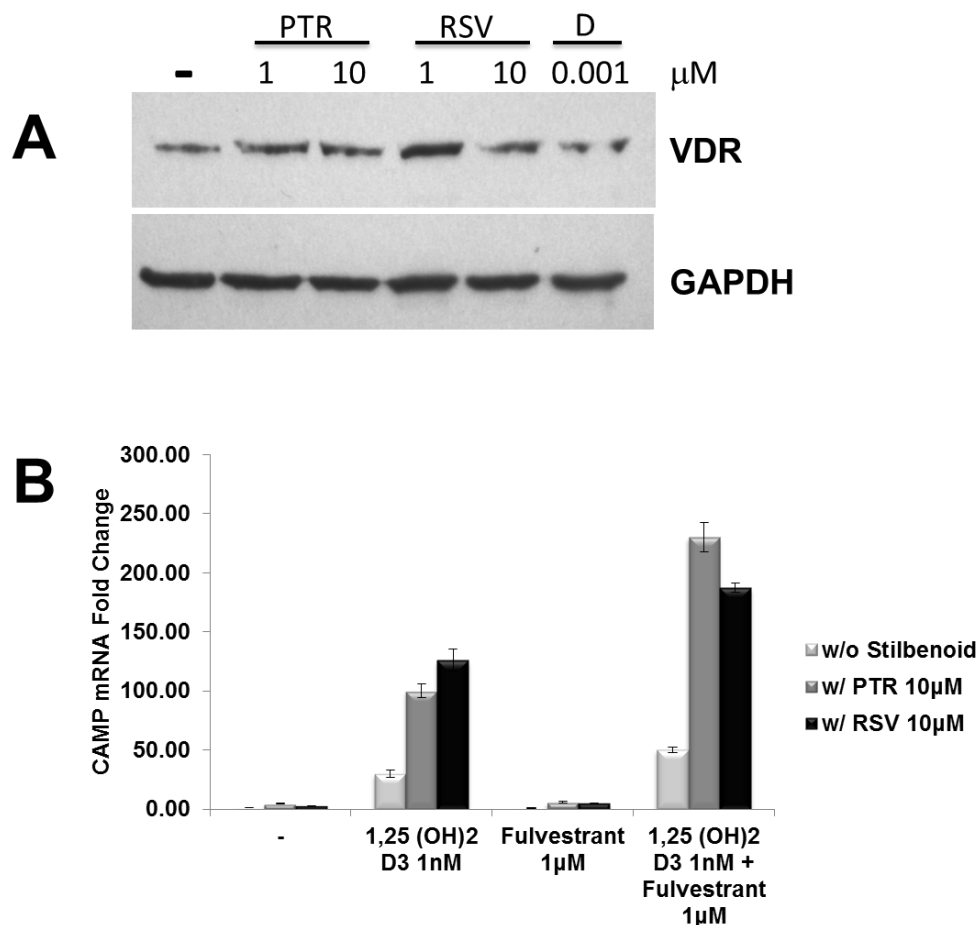 PTR RSV D
- 1 10 1 10 0.001 μM
A
VDR
GAPDH
B
CAMP mRNA Fold Change
300.00
250.00
200.00
150.00
100.00
50.00
0.00
-
1,25 (OH)2
D3 1nM
Fulvestrant
1μM
1,25 (OH)2
D3 1nM +
Fulvestrant
1μM
w/o Stilbenoid
w/ PTR 10μM
w/ RSV 10μM